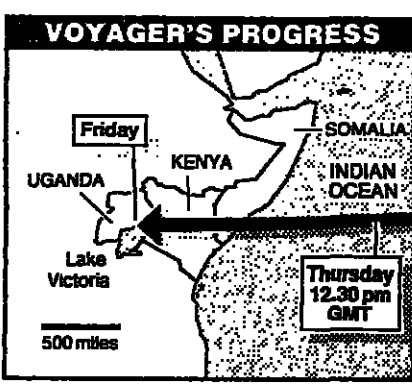 VOYAGER'S PROGRESS
Friday
SOMALIA
KENYA
UGANDA
INDIAN
OCEAN
Lake
Victoria
Thursday
12.30 pm
GMT
500 miles